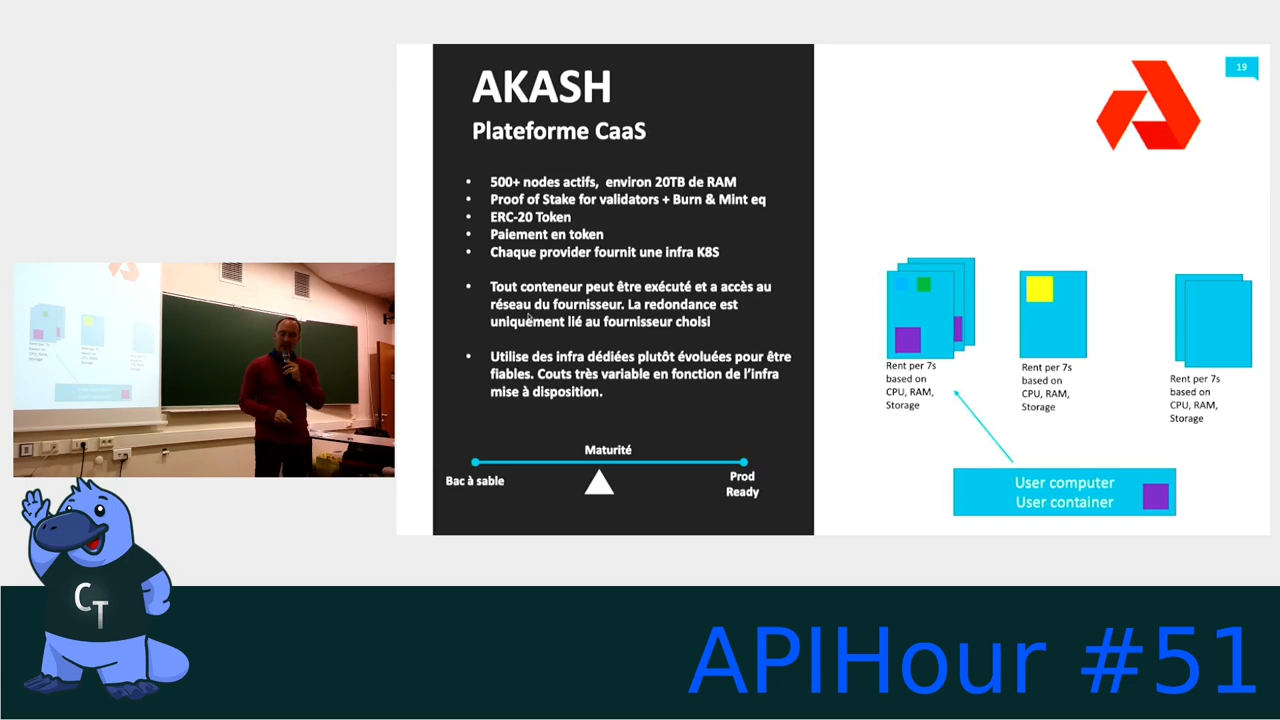 AKASH
Plateforme CaaS
• 500+ nodes actifs, environ 20TB de RAM
• Proof of Stake for validators + Burn & Mint eq
• ERC-20 Token
• Paiement en token
• Chaque provider fournit une infra K8S
• Tout conteneur peut être exécuté et a accès au
réseau du fournisseur. La redondance est
uniquement lié au fournisseur choisi
• Utilise des infra dédiées plutôt évoluées pour être
fiables. Couts très variable en fonction de l'infra
mise à disposition.
Maturité
Bac à sable
Prod
Ready
19
Rent per 7s
based on
CPU, RAM,
Storage
Rent per 7s
based on
CPU, RAM,
Storage
Rent per 7s
based on
CPU, RAM,
Storage
User computer
User container
CT
APIHour #51